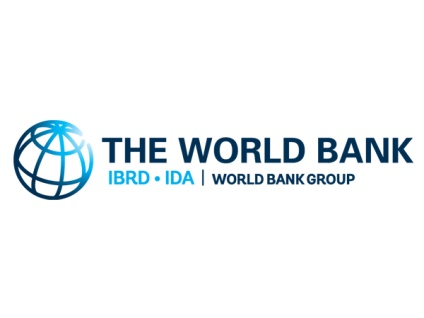 THE WORLD BANK
IBRD • IDA | WORLD BANK GROUP